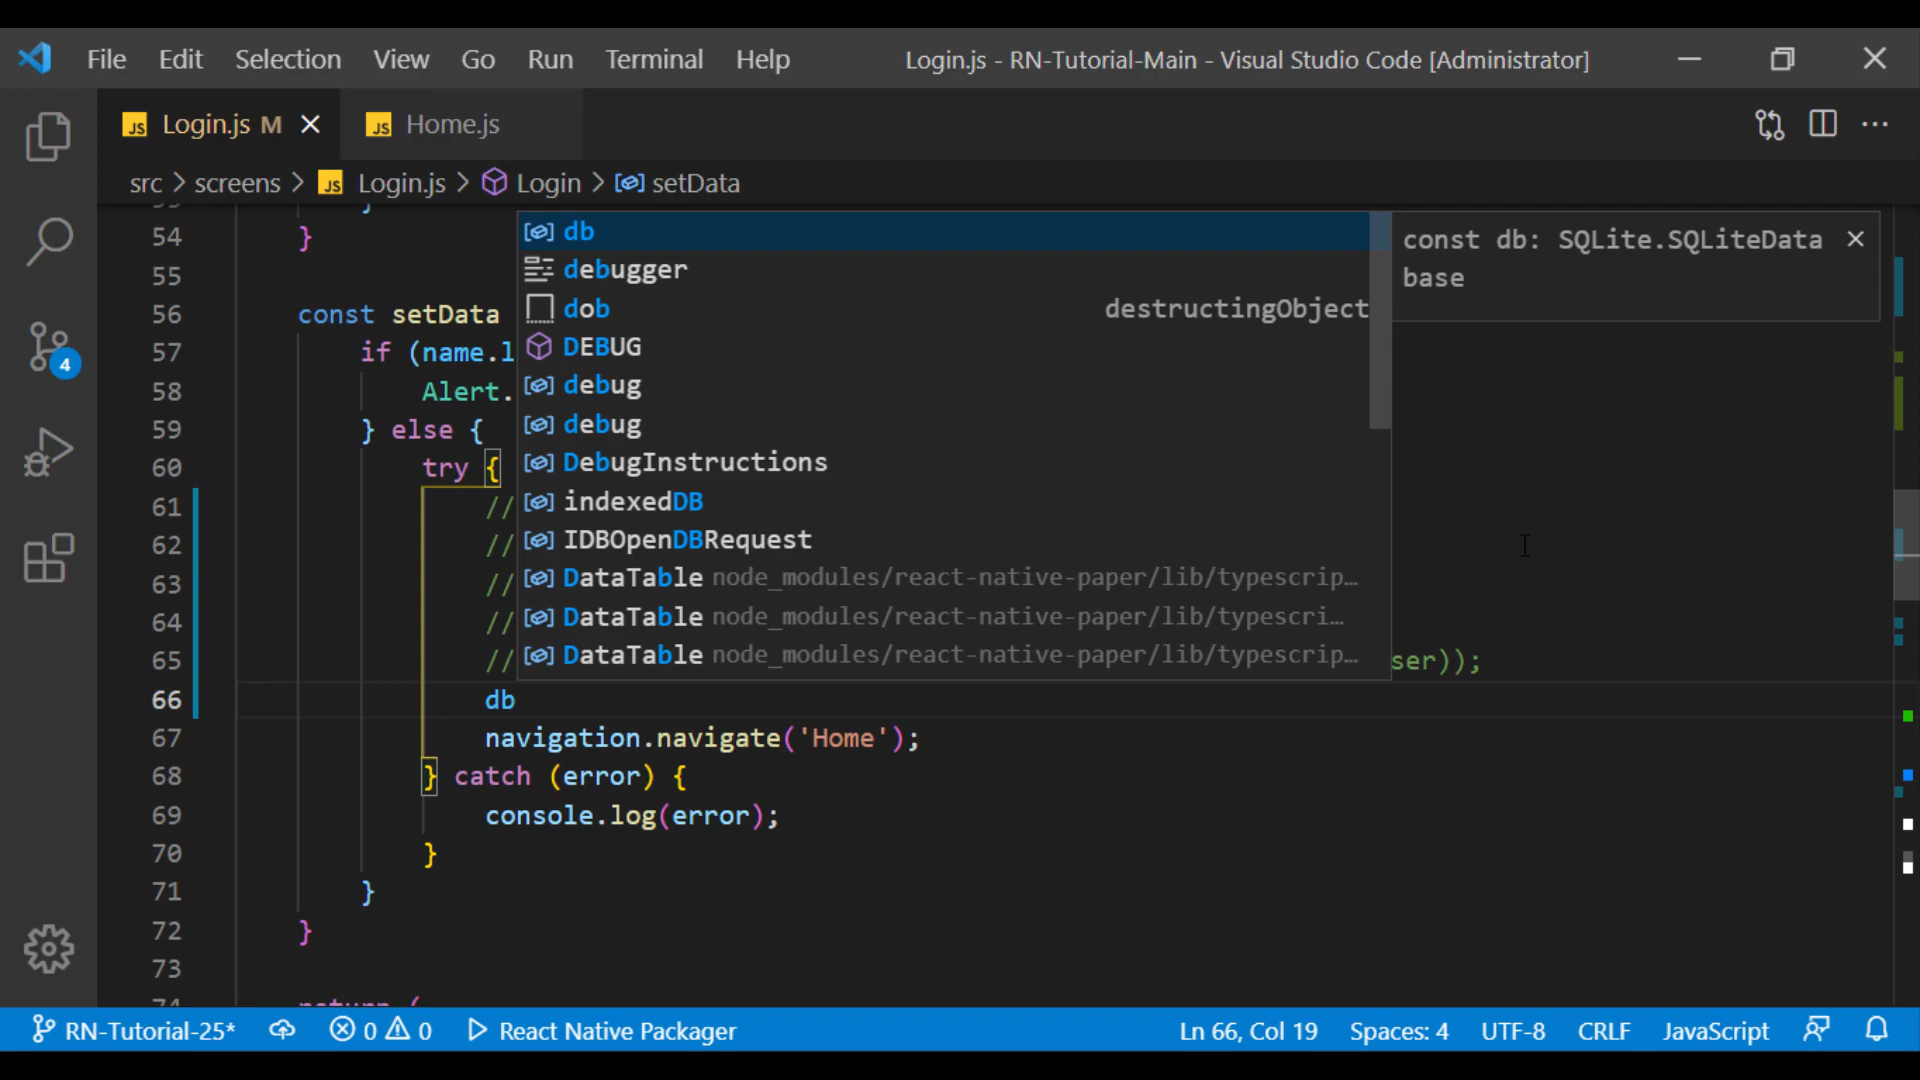 File Edit Selection View Go Run Terminal Help Login.js - RN-Tutorial-Main - Visual Studio Code [Administrator]
JS Login.js M JS Home.js
src > screens > JS Login.js > Login > setData
54 }
55
56 const setData
57 if (name.l
58 Alert.
59 } else {
60 try {
61 //
62 //
63 //
64 //
65 // ser));
66 db
67 navigation.navigate('Home');
68 } catch (error) {
69 console.log(error);
70 }
71 }
72 }
73
74 return (
db
debugger
dob destructingObject
DEBUG
debug
debug
DebugInstructions
indexedDB
IDBOpenDBRequest
DataTable node_modules/react-native-paper/lib/typescrip…
DataTable node_modules/react-native-paper/lib/typescri…
DataTable node_modules/react-native-paper/lib/typescrip…
const db: SQLite.SQLiteData
base
4
RN-Tutorial-25* 0 0 React Native Packager Ln 66, Col 19 Spaces: 4 UTF-8 CRLF JavaScript